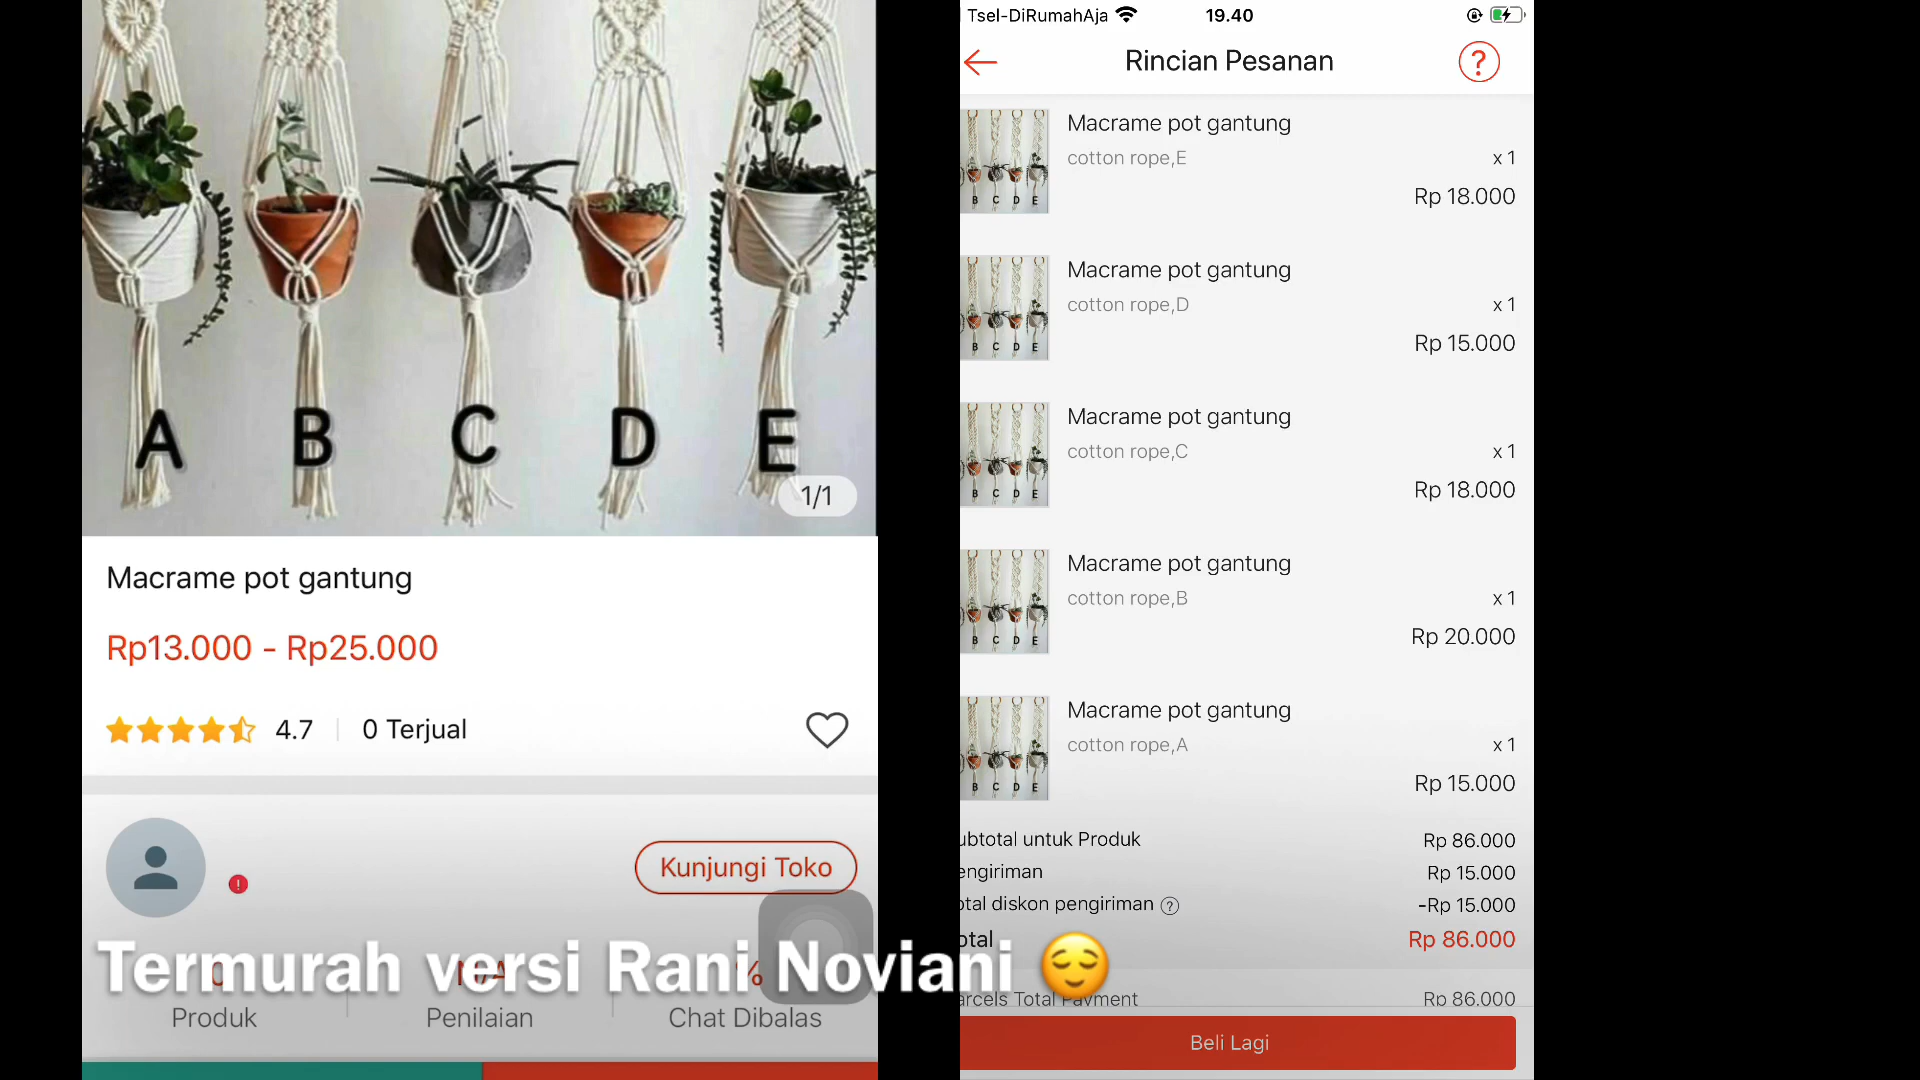 A B C D E
1/1
Macrame pot gantung
Rp13.000 - Rp25.000
4.7 0 Terjual
Kunjungi Toko
Produk Penilaian Chat Dibalas
Tsel-DiRumahAja 19.40
Rincian Pesanan
?
Macrame pot gantung
cotton rope,E x 1
Rp 18.000
B C D E
Macrame pot gantung
cotton rope,D x 1
Rp 15.000
B C D E
Macrame pot gantung
cotton rope,C x 1
Rp 18.000
B C D E
Macrame pot gantung
cotton rope,B x 1
Rp 20.000
B C D E
Macrame pot gantung
cotton rope,A x 1
Rp 15.000
B C D E
ubtotal untuk Produk Rp 86.000
engiriman Rp 15.000
otal diskon pengiriman ? -Rp 15.000
otal Rp 86.000
arcels Total Payment Rp 86.000
Beli Lagi
Termurah versi Rani Noviani 😌